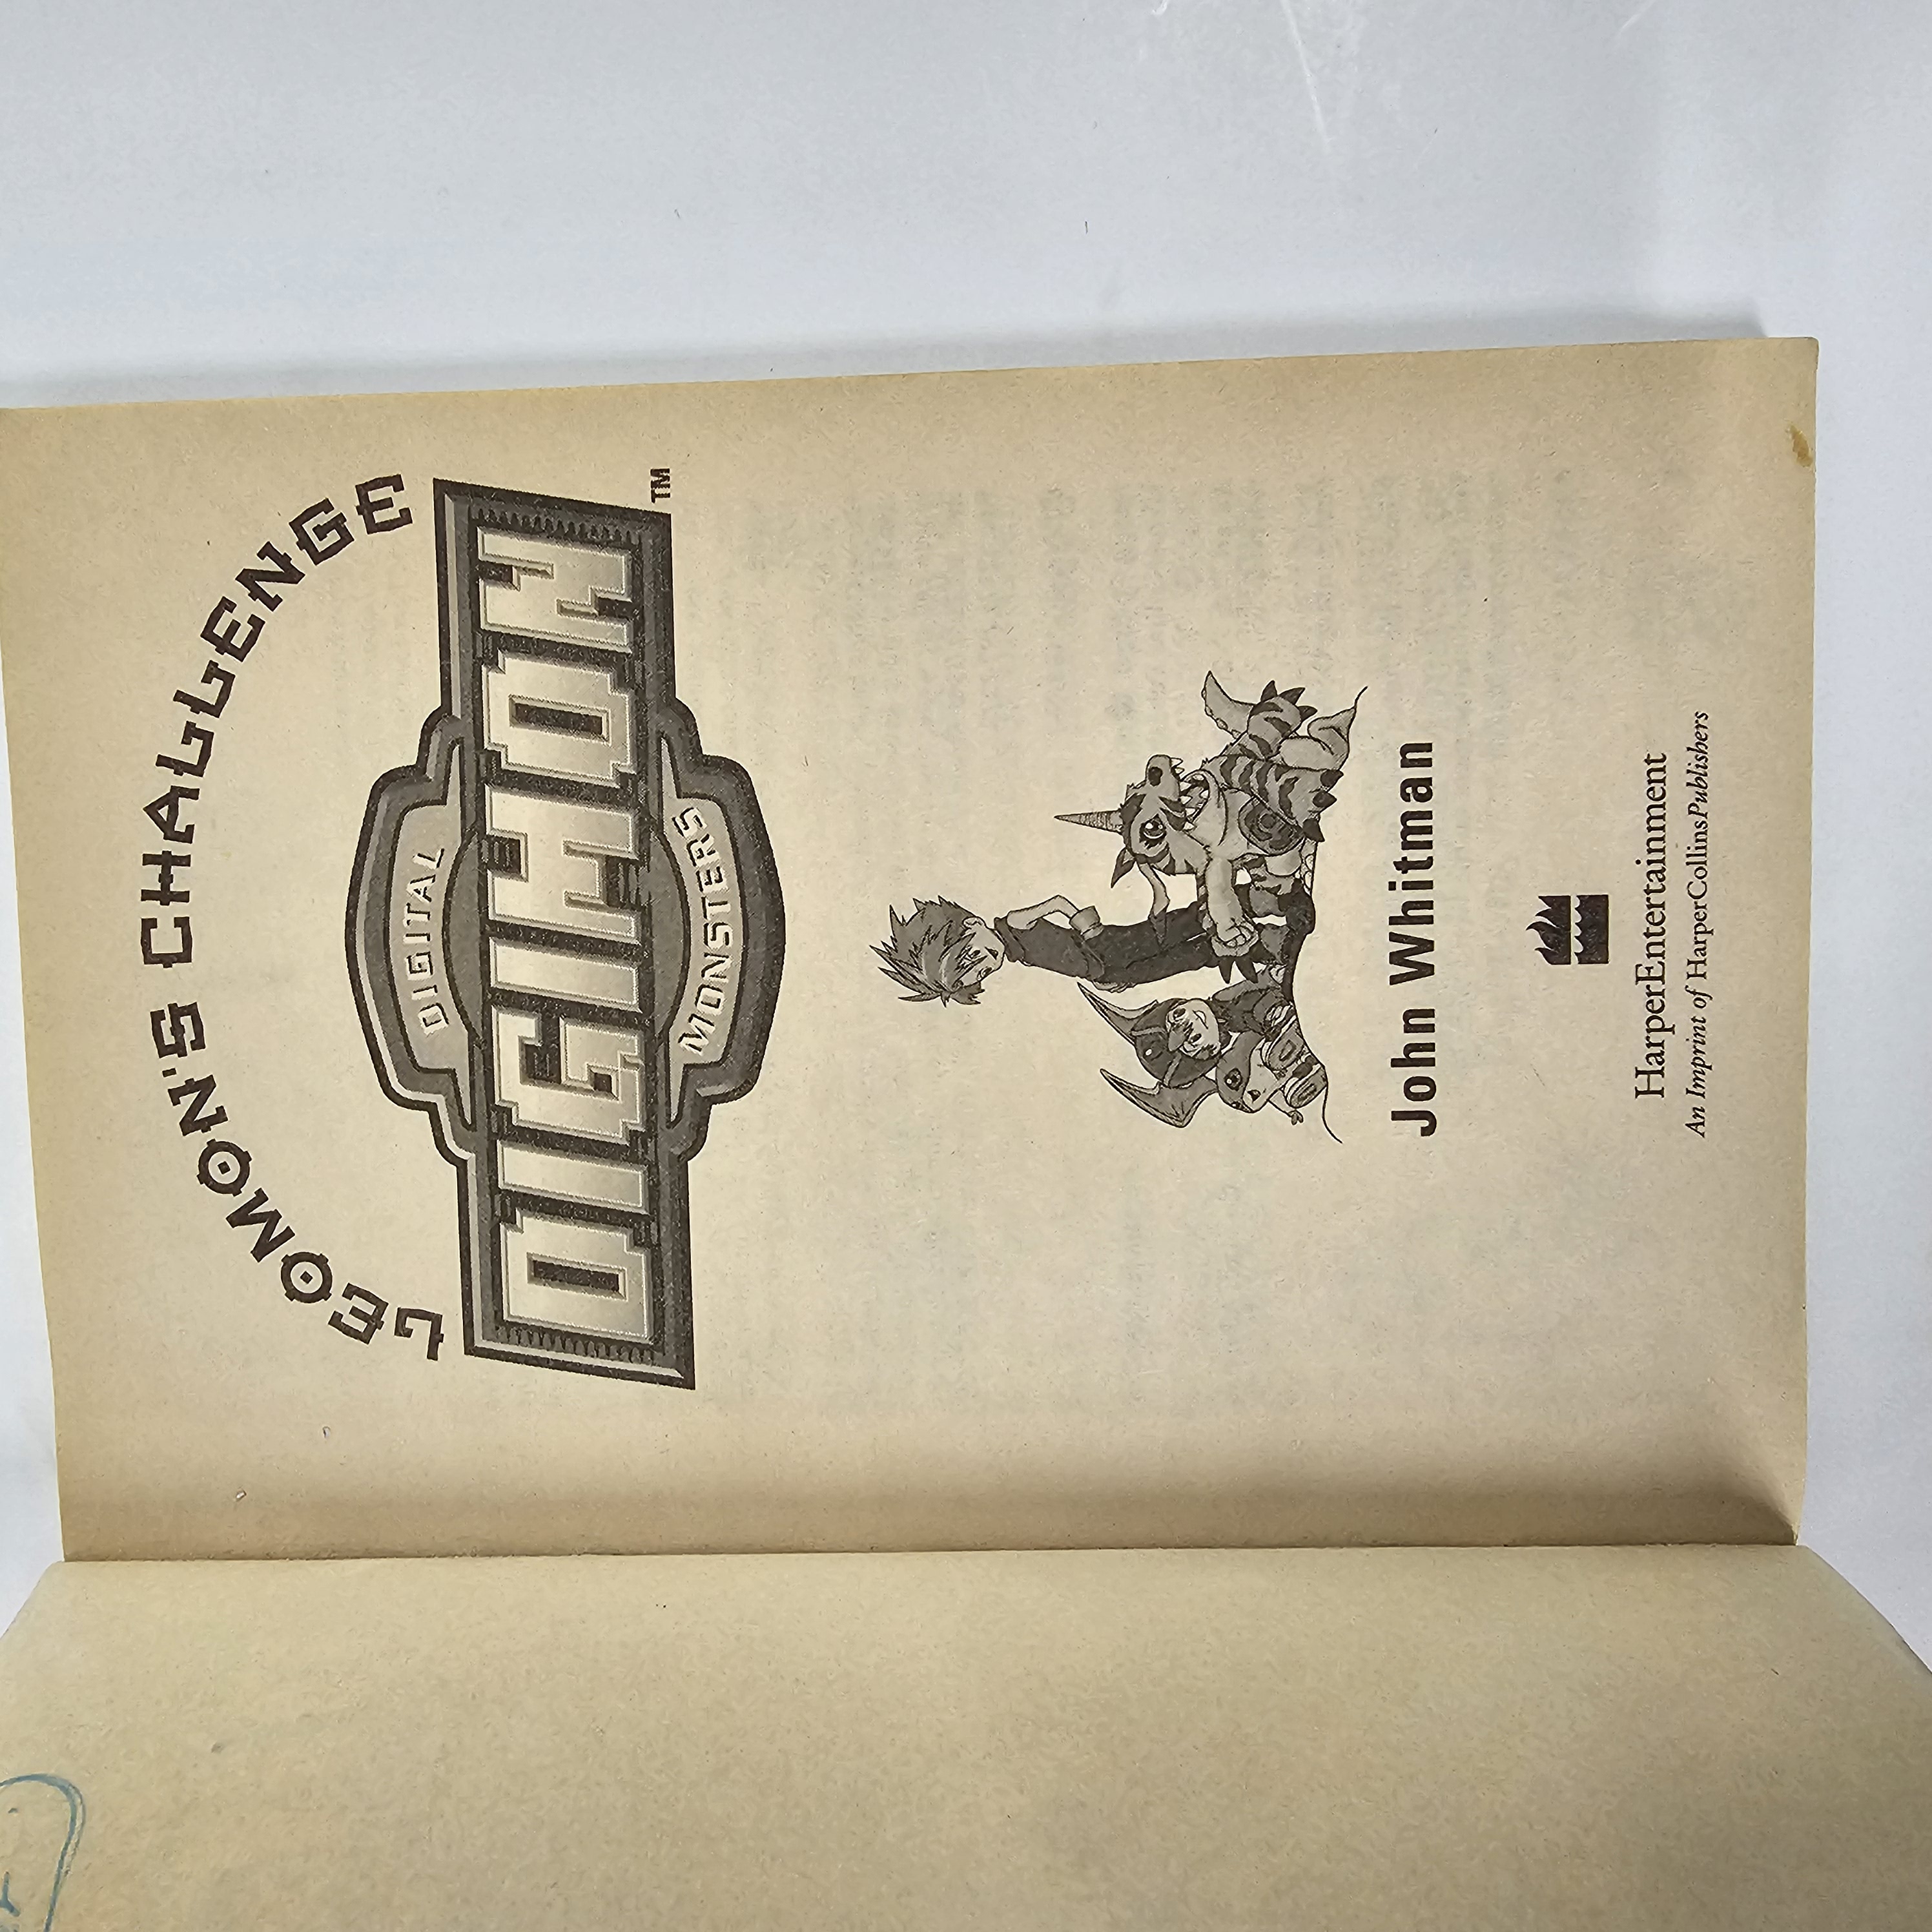 LEOMON'S CHALLENGE
DIGITAL
DIGIMON
TM
MONSTERS
John Whitman
HarperEntertainment
An Imprint of HarperCollinsPublishers